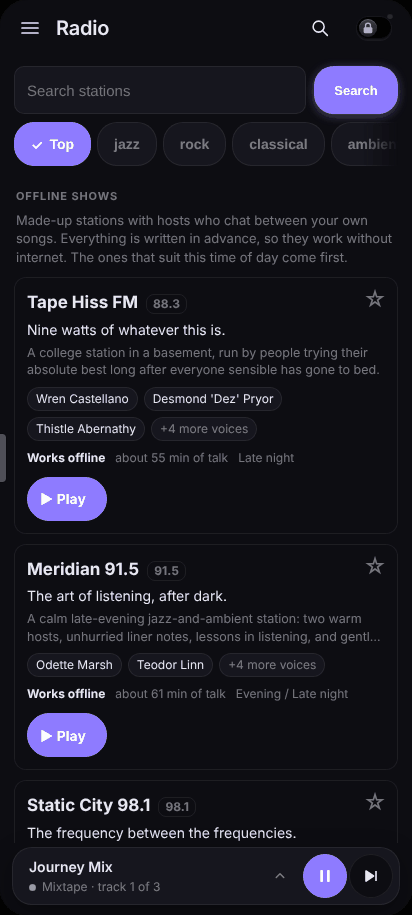 Radio
Search stations
Search
Top
jazz
rock
classical
ambien
OFFLINE SHOWS
Made-up stations with hosts who chat between your own
songs. Everything is written in advance, so they work without
internet. The ones that suit this time of day come first.
Tape Hiss FM 88.3
Nine watts of whatever this is.
A college station in a basement, run by people trying their
absolute best long after everyone sensible has gone to bed.
Wren Castellano Desmond 'Dez' Pryor
Thistle Abernathy +4 more voices
Works offline about 55 min of talk Late night
Play
Meridian 91.5 91.5
The art of listening, after dark.
A calm late-evening jazz-and-ambient station: two warm
hosts, unhurried liner notes, lessons in listening, and gentl...
Odette Marsh Teodor Linn +4 more voices
Works offline about 61 min of talk Evening / Late night
Play
Static City 98.1 98.1
The frequency between the frequencies.
Journey Mix
Mixtape · track 1 of 3